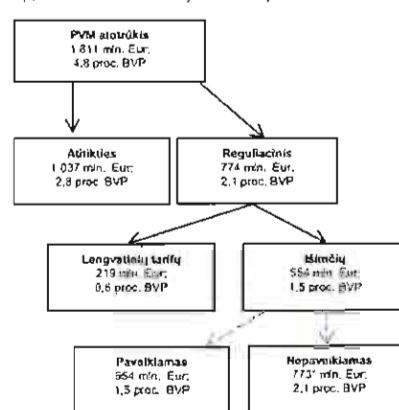 PVM atotrūkis
1 811 mln. Eur;
4,8 proc. BVP
Atitikties
1 037 mln. Eur;
2,8 proc. BVP
Reguliacinis
774 mln. Eur;
2,1 proc. BVP
Lengvatinių tarifų
219 mln. Eur;
0,6 proc. BVP
Išimčių
554 mln. Eur;
1,5 proc. BVP
Paveikiamas
554 mln. Eur;
1,5 proc. BVP
Nepaveikiamas
mln. Eur;
2,1 proc. BVP